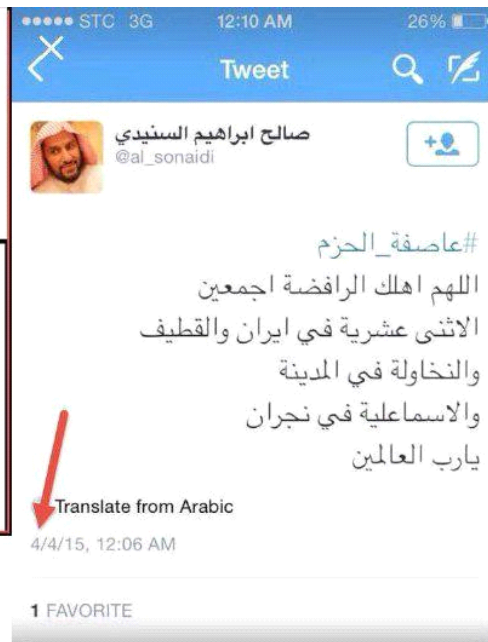 STC 3G 12:10 AM 26%
Tweet
صالح ابراهيم السنيدي
@al_sonaidi
#عاصفة_الحزم
اللهم اهلك الرافضة اجمعين
الاثنى عشرية في ايران والقطيف
والنخاولة في المدينة
والاسماعلية في نجران
يارب العالمين
Translate from Arabic
4/4/15, 12:06 AM
1 FAVORITE